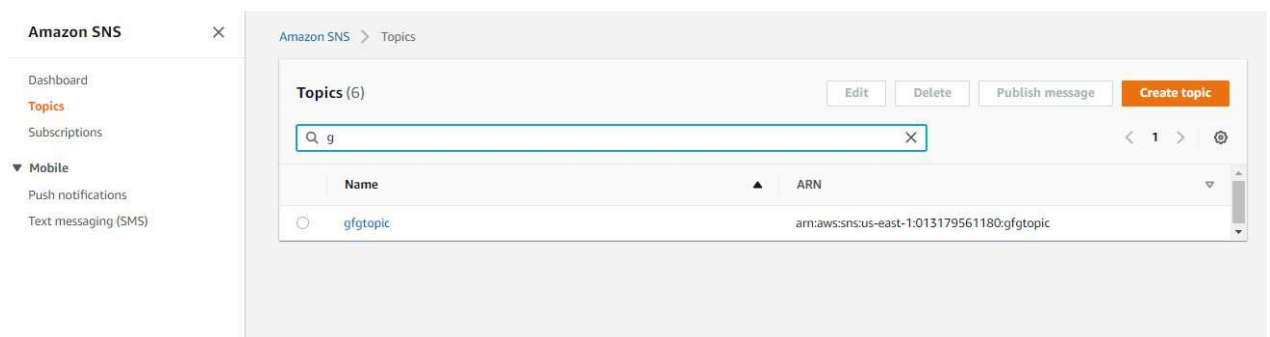 Amazon SNS
Dashboard
Topics
Subscriptions
Mobile
Push notifications
Text messaging (SMS)
Amazon SNS > Topics
Topics (6)
Edit Delete Publish message Create topic
g
1
Name ARN
gfgtopic arn:aws:sns:us-east-1:013179561180:gfgtopic